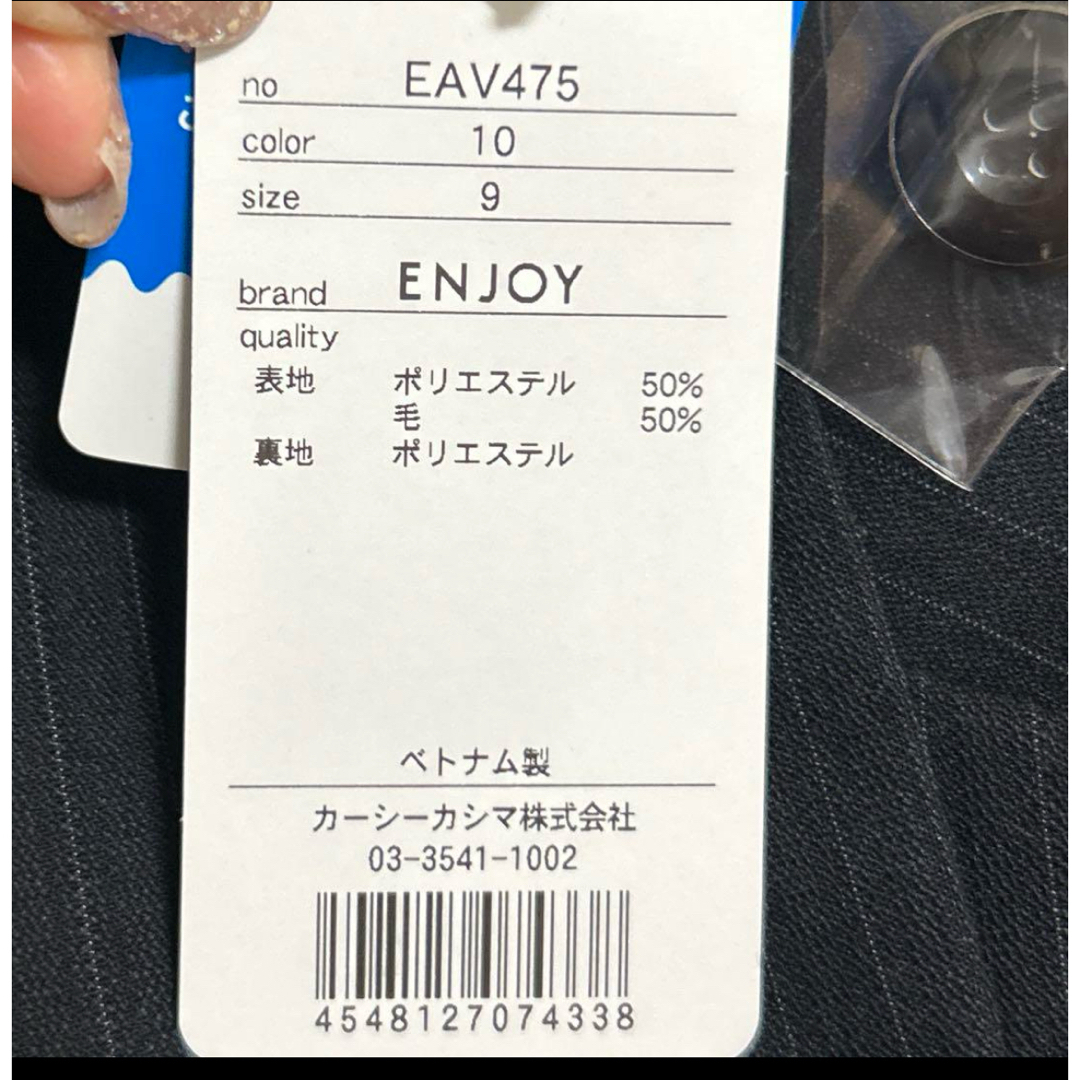 no EAV475
color 10
size 9
brand ENJOY
quality
表地 ポリエステル 50%
毛 50%
裏地 ポリエステル
ベトナム製
カーシーカシマ株式会社
03-3541-1002
4548127074338